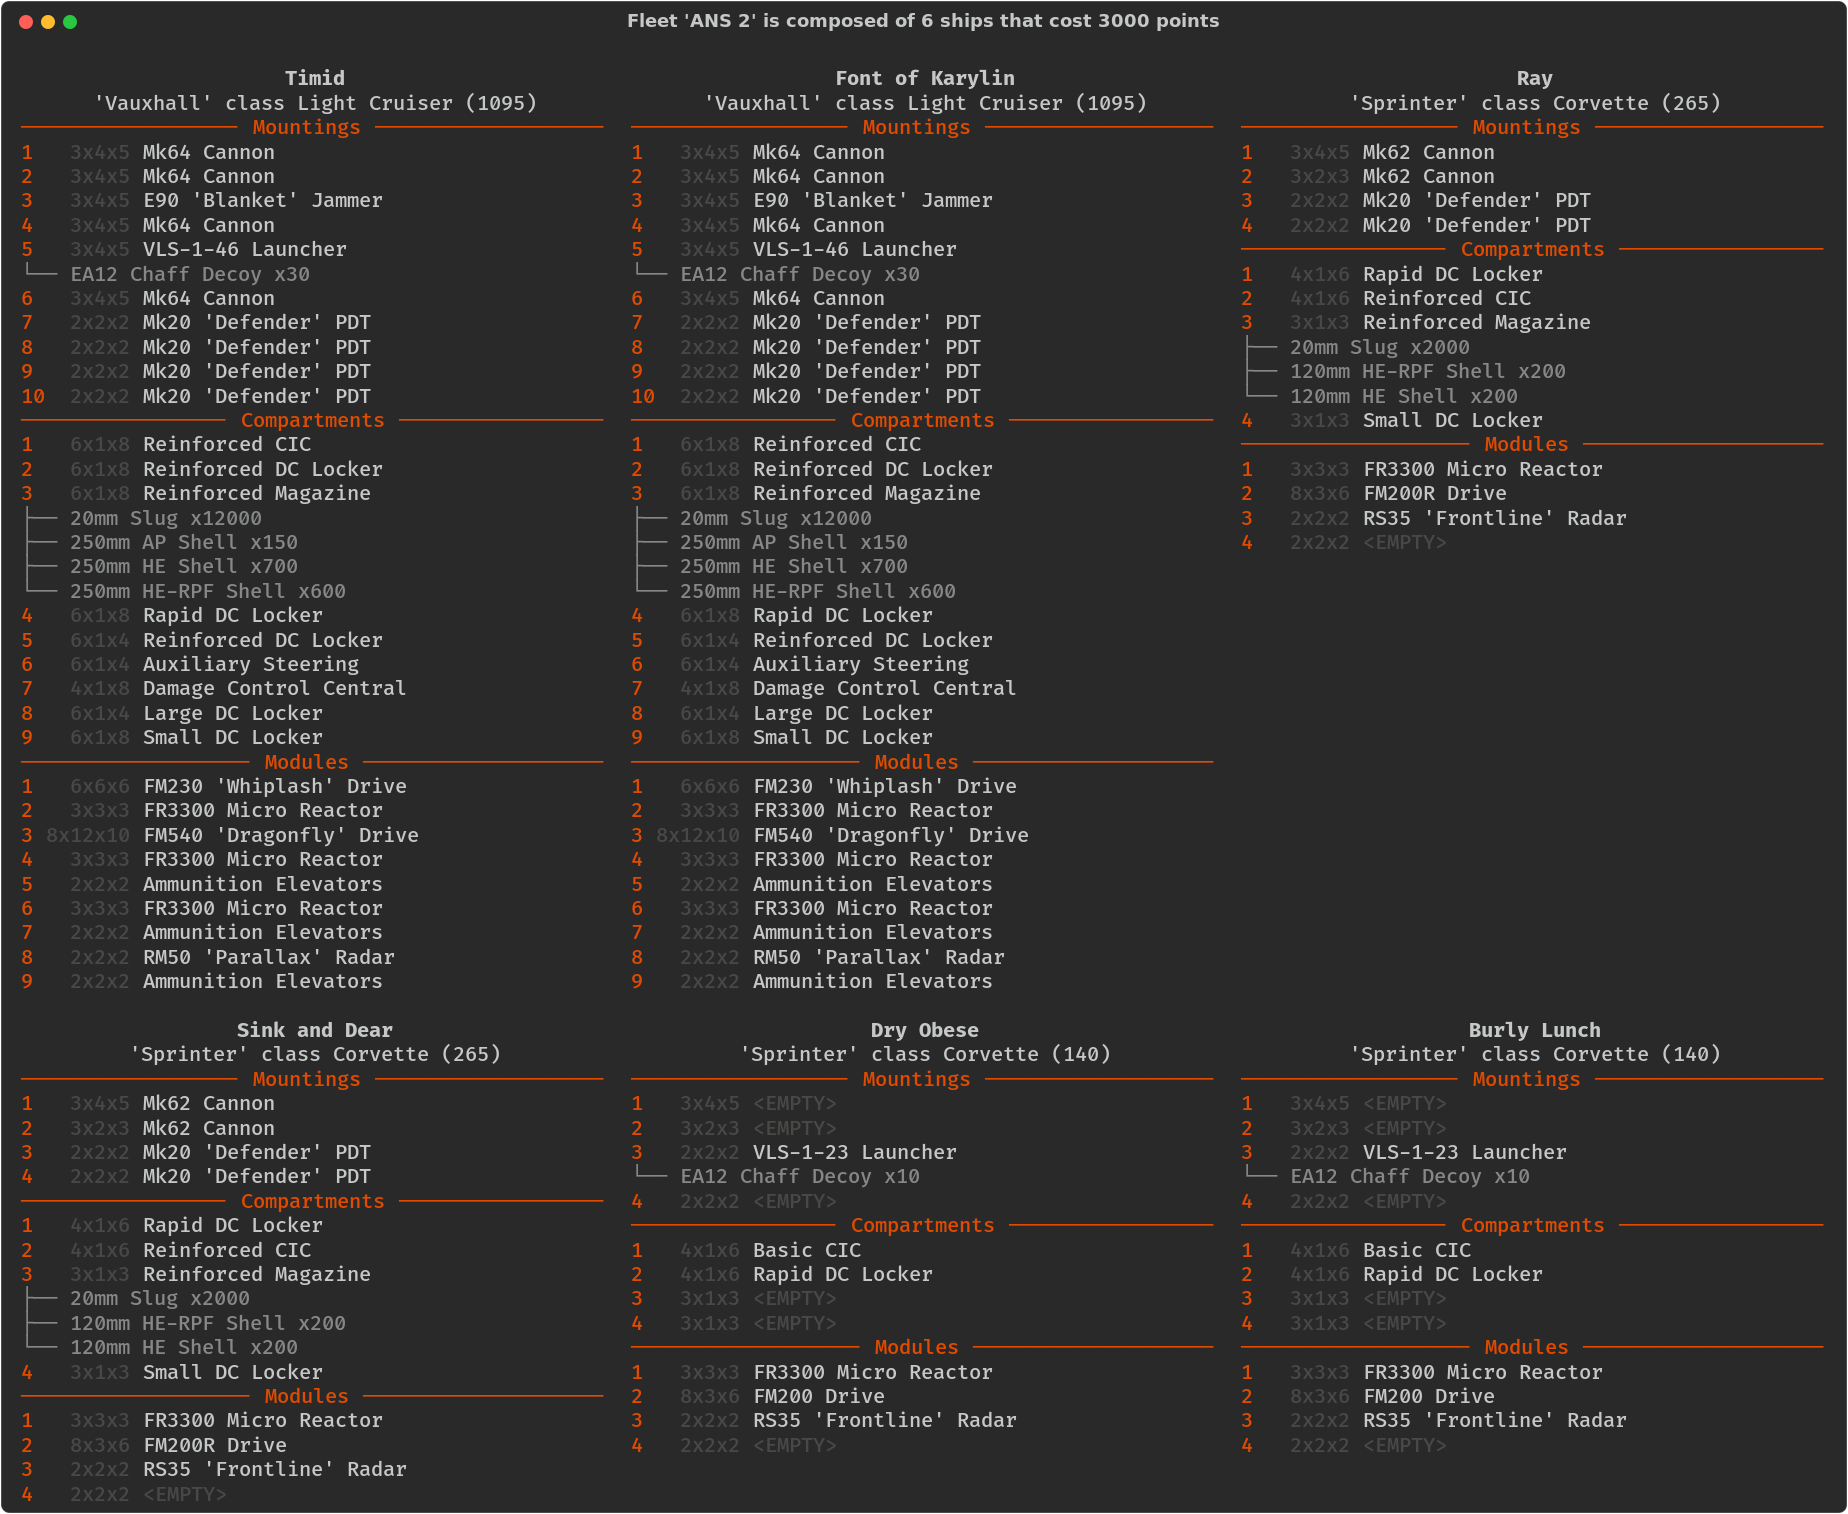 Fleet 'ANS 2' is composed of 6 ships that cost 3000 points
Timid
'Vauxhall' class Light Cruiser (1095)
Mountings
1 3x4x5 Mk64 Cannon
2 3x4x5 Mk64 Cannon
3 3x4x5 E90 'Blanket' Jammer
4 3x4x5 Mk64 Cannon
5 3x4x5 VLS-1-46 Launcher
└── EA12 Chaff Decoy x30
6 3x4x5 Mk64 Cannon
7 2x2x2 Mk20 'Defender' PDT
8 2x2x2 Mk20 'Defender' PDT
9 2x2x2 Mk20 'Defender' PDT
10 2x2x2 Mk20 'Defender' PDT
Compartments
1 6x1x8 Reinforced CIC
2 6x1x8 Reinforced DC Locker
3 6x1x8 Reinforced Magazine
├── 20mm Slug x12000
├── 250mm AP Shell x150
├── 250mm HE Shell x700
└── 250mm HE-RPF Shell x600
4 6x1x8 Rapid DC Locker
5 6x1x4 Reinforced DC Locker
6 6x1x4 Auxiliary Steering
7 4x1x8 Damage Control Central
8 6x1x4 Large DC Locker
9 6x1x8 Small DC Locker
Modules
1 6x6x6 FM230 'Whiplash' Drive
2 3x3x3 FR3300 Micro Reactor
3 8x12x10 FM540 'Dragonfly' Drive
4 3x3x3 FR3300 Micro Reactor
5 2x2x2 Ammunition Elevators
6 3x3x3 FR3300 Micro Reactor
7 2x2x2 Ammunition Elevators
8 2x2x2 RM50 'Parallax' Radar
9 2x2x2 Ammunition Elevators
Font of Karylin
'Vauxhall' class Light Cruiser (1095)
Mountings
1 3x4x5 Mk64 Cannon
2 3x4x5 Mk64 Cannon
3 3x4x5 E90 'Blanket' Jammer
4 3x4x5 Mk64 Cannon
5 3x4x5 VLS-1-46 Launcher
└── EA12 Chaff Decoy x30
6 3x4x5 Mk64 Cannon
7 2x2x2 Mk20 'Defender' PDT
8 2x2x2 Mk20 'Defender' PDT
9 2x2x2 Mk20 'Defender' PDT
10 2x2x2 Mk20 'Defender' PDT
Compartments
1 6x1x8 Reinforced CIC
2 6x1x8 Reinforced DC Locker
3 6x1x8 Reinforced Magazine
├── 20mm Slug x12000
├── 250mm AP Shell x150
├── 250mm HE Shell x700
└── 250mm HE-RPF Shell x600
4 6x1x8 Rapid DC Locker
5 6x1x4 Reinforced DC Locker
6 6x1x4 Auxiliary Steering
7 4x1x8 Damage Control Central
8 6x1x4 Large DC Locker
9 6x1x8 Small DC Locker
Modules
1 6x6x6 FM230 'Whiplash' Drive
2 3x3x3 FR3300 Micro Reactor
3 8x12x10 FM540 'Dragonfly' Drive
4 3x3x3 FR3300 Micro Reactor
5 2x2x2 Ammunition Elevators
6 3x3x3 FR3300 Micro Reactor
7 2x2x2 Ammunition Elevators
8 2x2x2 RM50 'Parallax' Radar
9 2x2x2 Ammunition Elevators
Ray
'Sprinter' class Corvette (265)
Mountings
1 3x4x5 Mk62 Cannon
2 3x2x3 Mk62 Cannon
3 2x2x2 Mk20 'Defender' PDT
4 2x2x2 Mk20 'Defender' PDT
Compartments
1 4x1x6 Rapid DC Locker
2 4x1x6 Reinforced CIC
3 3x1x3 Reinforced Magazine
├── 20mm Slug x2000
├── 120mm HE-RPF Shell x200
└── 120mm HE Shell x200
4 3x1x3 Small DC Locker
Modules
1 3x3x3 FR3300 Micro Reactor
2 8x3x6 FM200R Drive
3 2x2x2 RS35 'Frontline' Radar
4 2x2x2 <EMPTY>
Sink and Dear
'Sprinter' class Corvette (265)
Mountings
1 3x4x5 Mk62 Cannon
2 3x2x3 Mk62 Cannon
3 2x2x2 Mk20 'Defender' PDT
4 2x2x2 Mk20 'Defender' PDT
Compartments
1 4x1x6 Rapid DC Locker
2 4x1x6 Reinforced CIC
3 3x1x3 Reinforced Magazine
├── 20mm Slug x2000
├── 120mm HE-RPF Shell x200
└── 120mm HE Shell x200
4 3x1x3 Small DC Locker
Modules
1 3x3x3 FR3300 Micro Reactor
2 8x3x6 FM200R Drive
3 2x2x2 RS35 'Frontline' Radar
4 2x2x2 <EMPTY>
Dry Obese
'Sprinter' class Corvette (140)
Mountings
1 3x4x5 <EMPTY>
2 3x2x3 <EMPTY>
3 2x2x2 VLS-1-23 Launcher
└── EA12 Chaff Decoy x10
4 2x2x2 <EMPTY>
Compartments
1 4x1x6 Basic CIC
2 4x1x6 Rapid DC Locker
3 3x1x3 <EMPTY>
4 3x1x3 <EMPTY>
Modules
1 3x3x3 FR3300 Micro Reactor
2 8x3x6 FM200 Drive
3 2x2x2 RS35 'Frontline' Radar
4 2x2x2 <EMPTY>
Burly Lunch
'Sprinter' class Corvette (140)
Mountings
1 3x4x5 <EMPTY>
2 3x2x3 <EMPTY>
3 2x2x2 VLS-1-23 Launcher
└── EA12 Chaff Decoy x10
4 2x2x2 <EMPTY>
Compartments
1 4x1x6 Basic CIC
2 4x1x6 Rapid DC Locker
3 3x1x3 <EMPTY>
4 3x1x3 <EMPTY>
Modules
1 3x3x3 FR3300 Micro Reactor
2 8x3x6 FM200 Drive
3 2x2x2 RS35 'Frontline' Radar
4 2x2x2 <EMPTY>